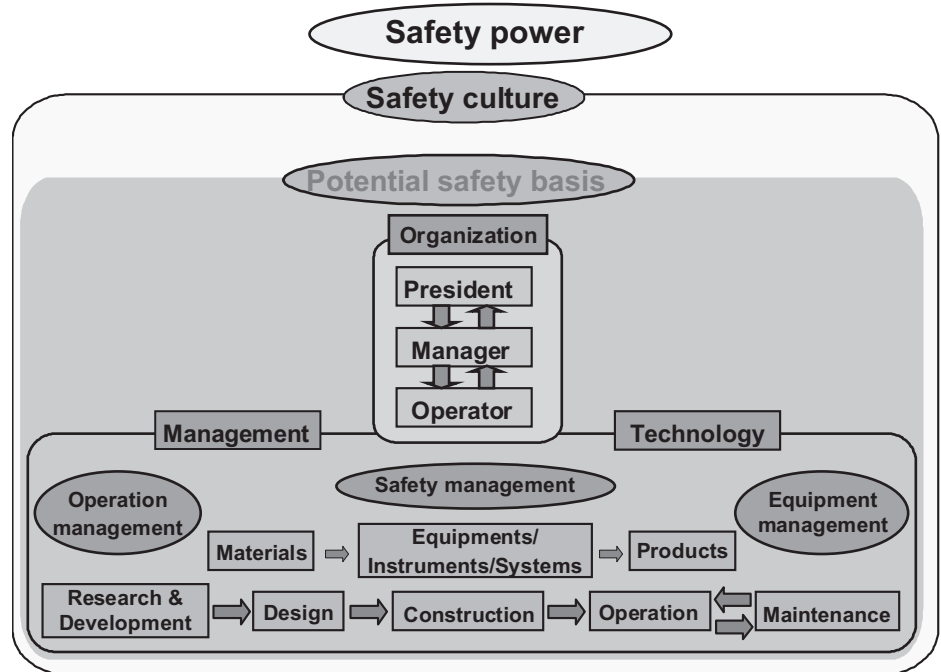 Safety power
Safety culture
Potential safety basis
Organization
President
Manager
Operator
Management
Technology
Operation
management
Safety management
Equipment
management
Materials
Equipments/
Instruments/Systems
Products
Research &
Development
Design
Construction
Operation
Maintenance